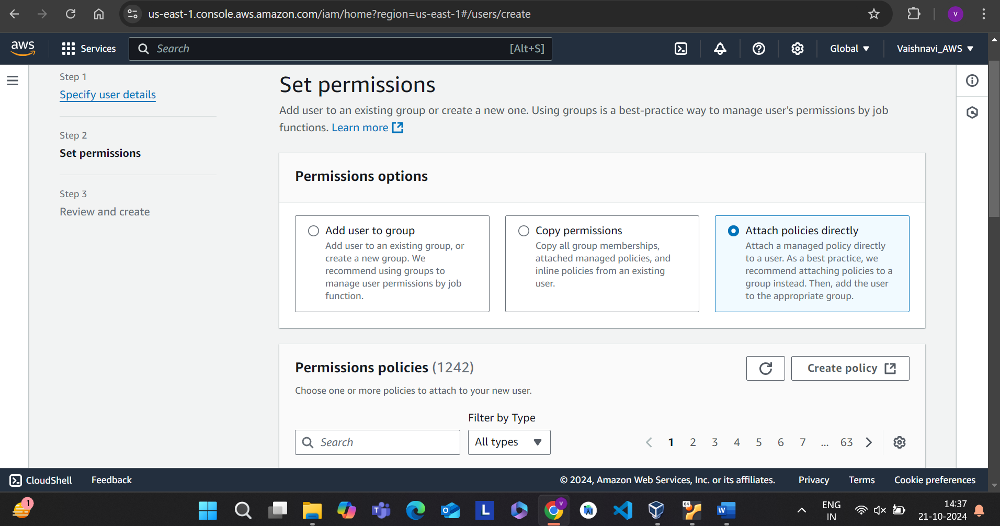 us-east-1.console.aws.amazon.com/iam/home?region=us-east-1#/users/create
V
aws
Services
Search
[Alt+S]
Global
Vaishnavi_AWS
Step 1
Specify user details
Step 2
Set permissions
Step 3
Review and create
Set permissions
Add user to an existing group or create a new one. Using groups is a best-practice way to manage user's permissions by job
functions. Learn more
Permissions options
Add user to group
Add user to an existing group, or
create a new group. We
recommend using groups to
manage user permissions by job
function.
Copy permissions
Copy all group memberships,
attached managed policies, and
inline policies from an existing
user.
Attach policies directly
Attach a managed policy directly
to a user. As a best practice, we
recommend attaching policies to a
group instead. Then, add the user
to the appropriate group.
Permissions policies (1242)
Create policy
Choose one or more policies to attach to your new user.
Filter by Type
Search
All types
1 2 3 4 5 6 7 ... 63
CloudShell
Feedback
© 2024, Amazon Web Services, Inc. or its affiliates.
Privacy
Terms
Cookie preferences
1
T
L
V
64
W
ENG
IN
14:37
21-10-2024